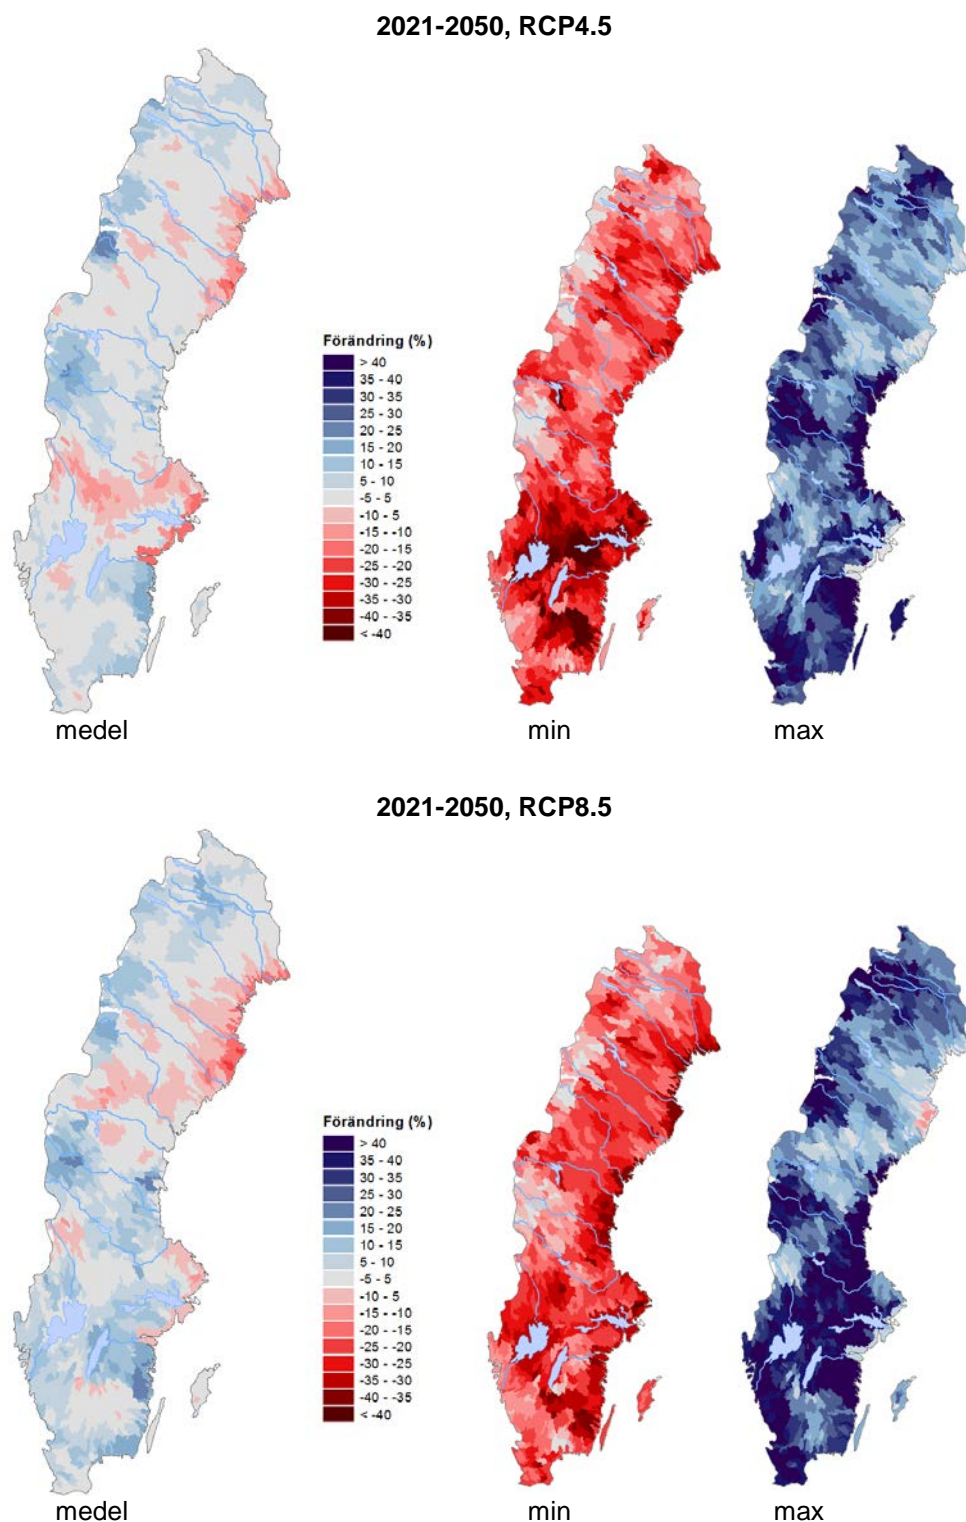 2021-2050, RCP4.5
Förändring (%)
> 40
35 - 40
30 - 35
25 - 30
20 - 25
15 - 20
10 - 15
5 - 10
-5 - 5
-10 - 5
-15 - -10
-20 - -15
-25 - -20
-30 - -25
-35 - -30
-40 - -35
< -40
medel
min
max
2021-2050, RCP8.5
Förändring (%)
> 40
35 - 40
30 - 35
25 - 30
20 - 25
15 - 20
10 - 15
5 - 10
-5 - 5
-10 - 5
-15 - -10
-20 - -15
-25 - -20
-30 - -25
-35 - -30
-40 - -35
< -40
medel
min
max